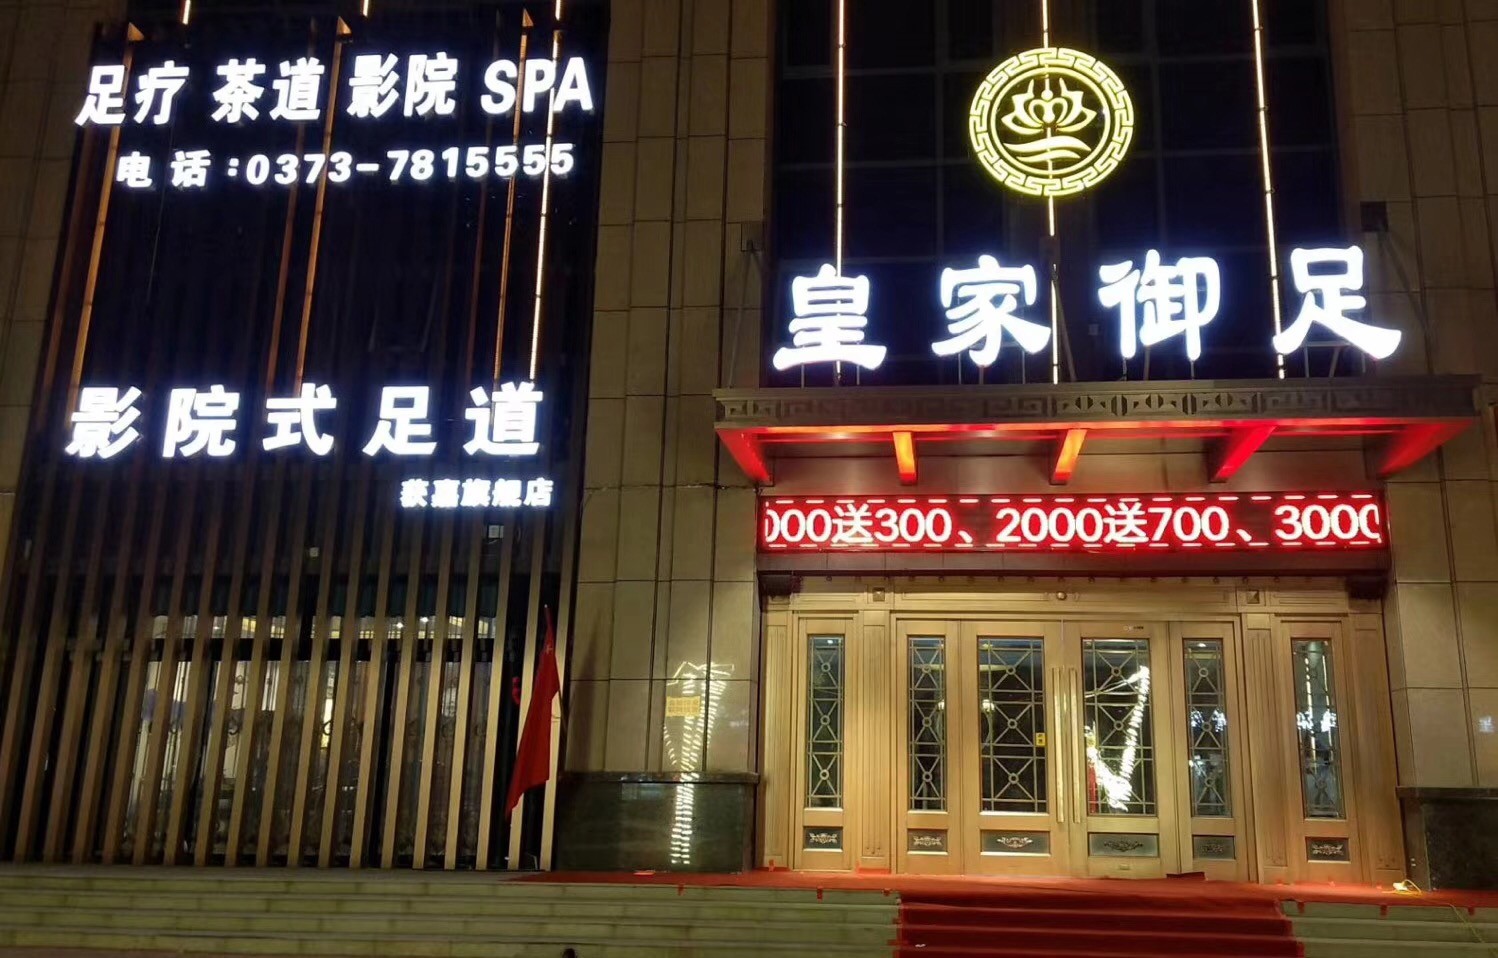 足疗 茶道 影院 SPA
电话:0373-7815555
影院式足道
获嘉旗舰店
皇家御足
000送300、2000送700、3000